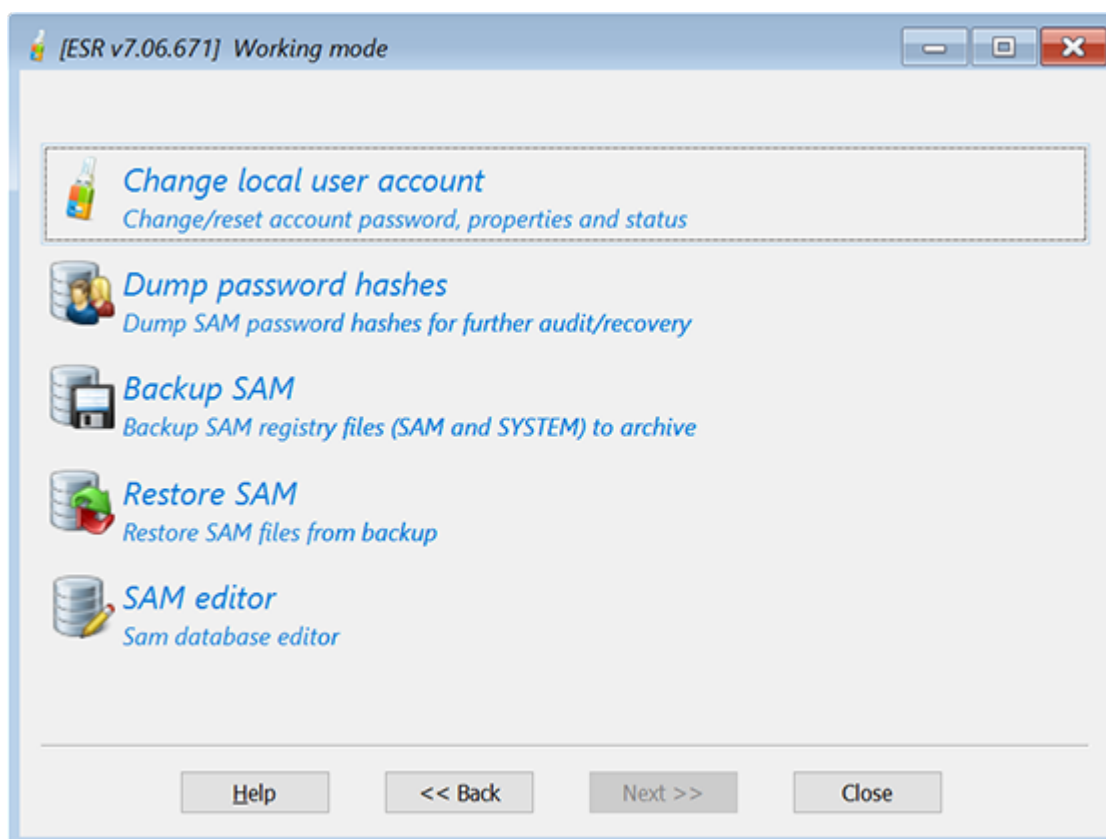 [ESR v7.06.671] Working mode
Change local user account
Change/reset account password, properties and status
Dump password hashes
Dump SAM password hashes for further audit/recovery
Backup SAM
Backup SAM registry files (SAM and SYSTEM) to archive
Restore SAM
Restore SAM files from backup
SAM editor
Sam database editor
Help << Back Next >> Close